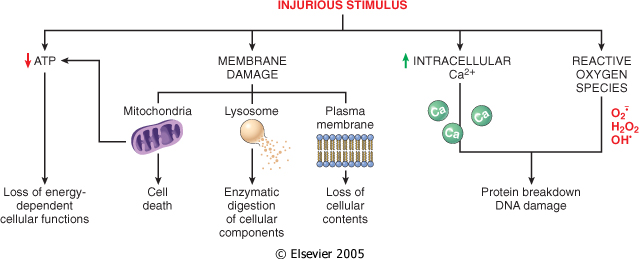 INJURIOUS STIMULUS
ATP
MEMBRANE
DAMAGE
INTRACELLULAR
Ca2+
REACTIVE
OXYGEN
SPECIES
Mitochondria
Lysosome
Plasma
membrane
Ca
Ca
Ca
O2•̄
H2O2
OH•
Loss of energy-
dependent
cellular functions
Cell
death
Enzymatic
digestion
of cellular
components
Loss of
cellular
contents
Protein breakdown
DNA damage
© Elsevier 2005